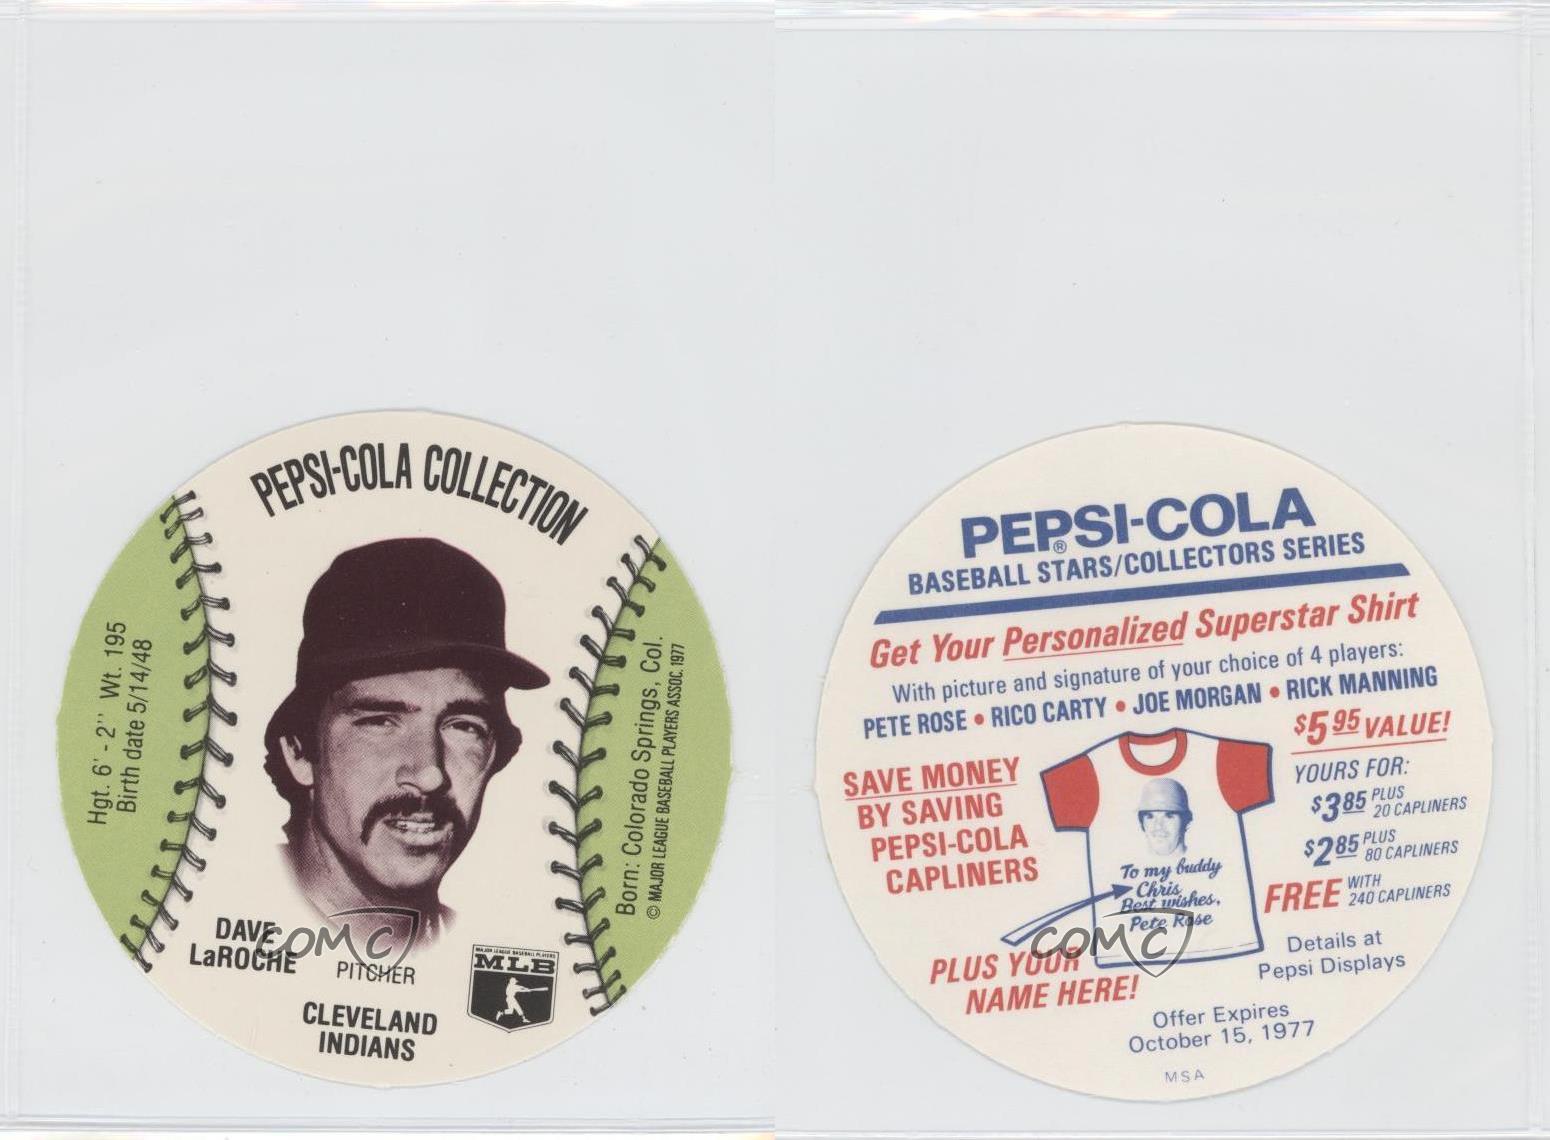 PEPSI-COLA COLLECTION
Hgt. 6' - 2" Wt. 195
Birth date 5/14/48
Born: Colorado Springs, Col.
© MAJOR LEAGUE BASEBALL PLAYERS ASSOC. 1977
DAVE
LaROCHE
PITCHER
CLEVELAND
INDIANS
MAJOR LEAGUE BASEBALL PLAYERS
MLB
COMC
PEPSI-COLA
®
BASEBALL STARS/COLLECTORS SERIES
Get Your Personalized Superstar Shirt
With picture and signature of your choice of 4 players:
PETE ROSE • RICO CARTY • JOE MORGAN • RICK MANNING
SAVE MONEY
BY SAVING
PEPSI-COLA
CAPLINERS
$5.95 VALUE!
YOURS FOR:
$3.85 PLUS
20 CAPLINERS
$2.85 PLUS
80 CAPLINERS
FREE WITH
240 CAPLINERS
To my buddy
Chris
Best wishes,
Pete Rose
PLUS YOUR
NAME HERE!
Details at
Pepsi Displays
Offer Expires
October 15, 1977
MSA
COMC